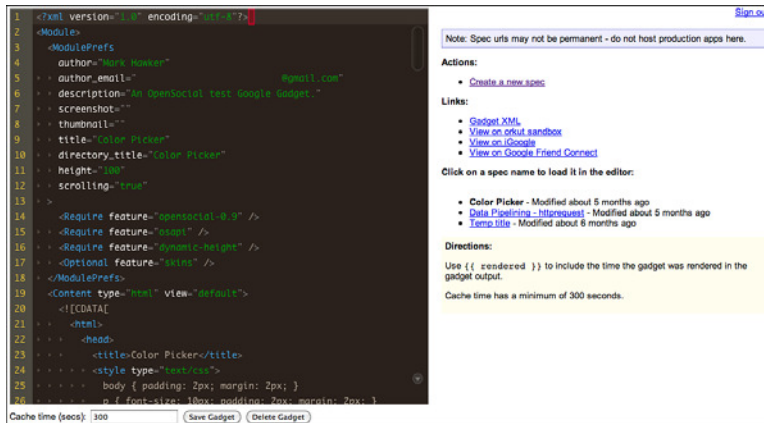 1 <?xml version="1.0" encoding="utf-8"?>
2 <Module>
3 <ModulePrefs
4 author="Mark Hawker"
5 author_email=" @gmail.com"
6 description="An OpenSocial test Google Gadget."
7 screenshot=""
8 thumbnail=""
9 title="Color Picker"
10 directory_title="Color Picker"
11 height="100"
12 scrolling="true"
13 >
14 <Require feature="opensocial-0.9" />
15 <Require feature="osapi" />
16 <Require feature="dynamic-height" />
17 <Optional feature="skins" />
18 </ModulePrefs>
19 <Content type="html" view="default">
20 <![CDATA[
21 <html>
22 <head>
23 <title>Color Picker</title>
24 <style type="text/css">
25 body { padding: 2px; margin: 2px; }
26 p { font-size: 10px; padding: 2px; margin: 2px; }
Cache time (secs): 300 Save Gadget Delete Gadget
Sign ou
Note: Spec urls may not be permanent - do not host production apps here.
Actions:
Create a new spec
Links:
Gadget XML
View on orkut sandbox
View on iGoogle
View on Google Friend Connect
Click on a spec name to load it in the editor:
Color Picker - Modified about 5 months ago
Data Pipelining - httprequest - Modified about 5 months ago
Temp title - Modified about 6 months ago
Directions:
Use {{ rendered }} to include the time the gadget was rendered in the
gadget output.
Cache time has a minimum of 300 seconds.